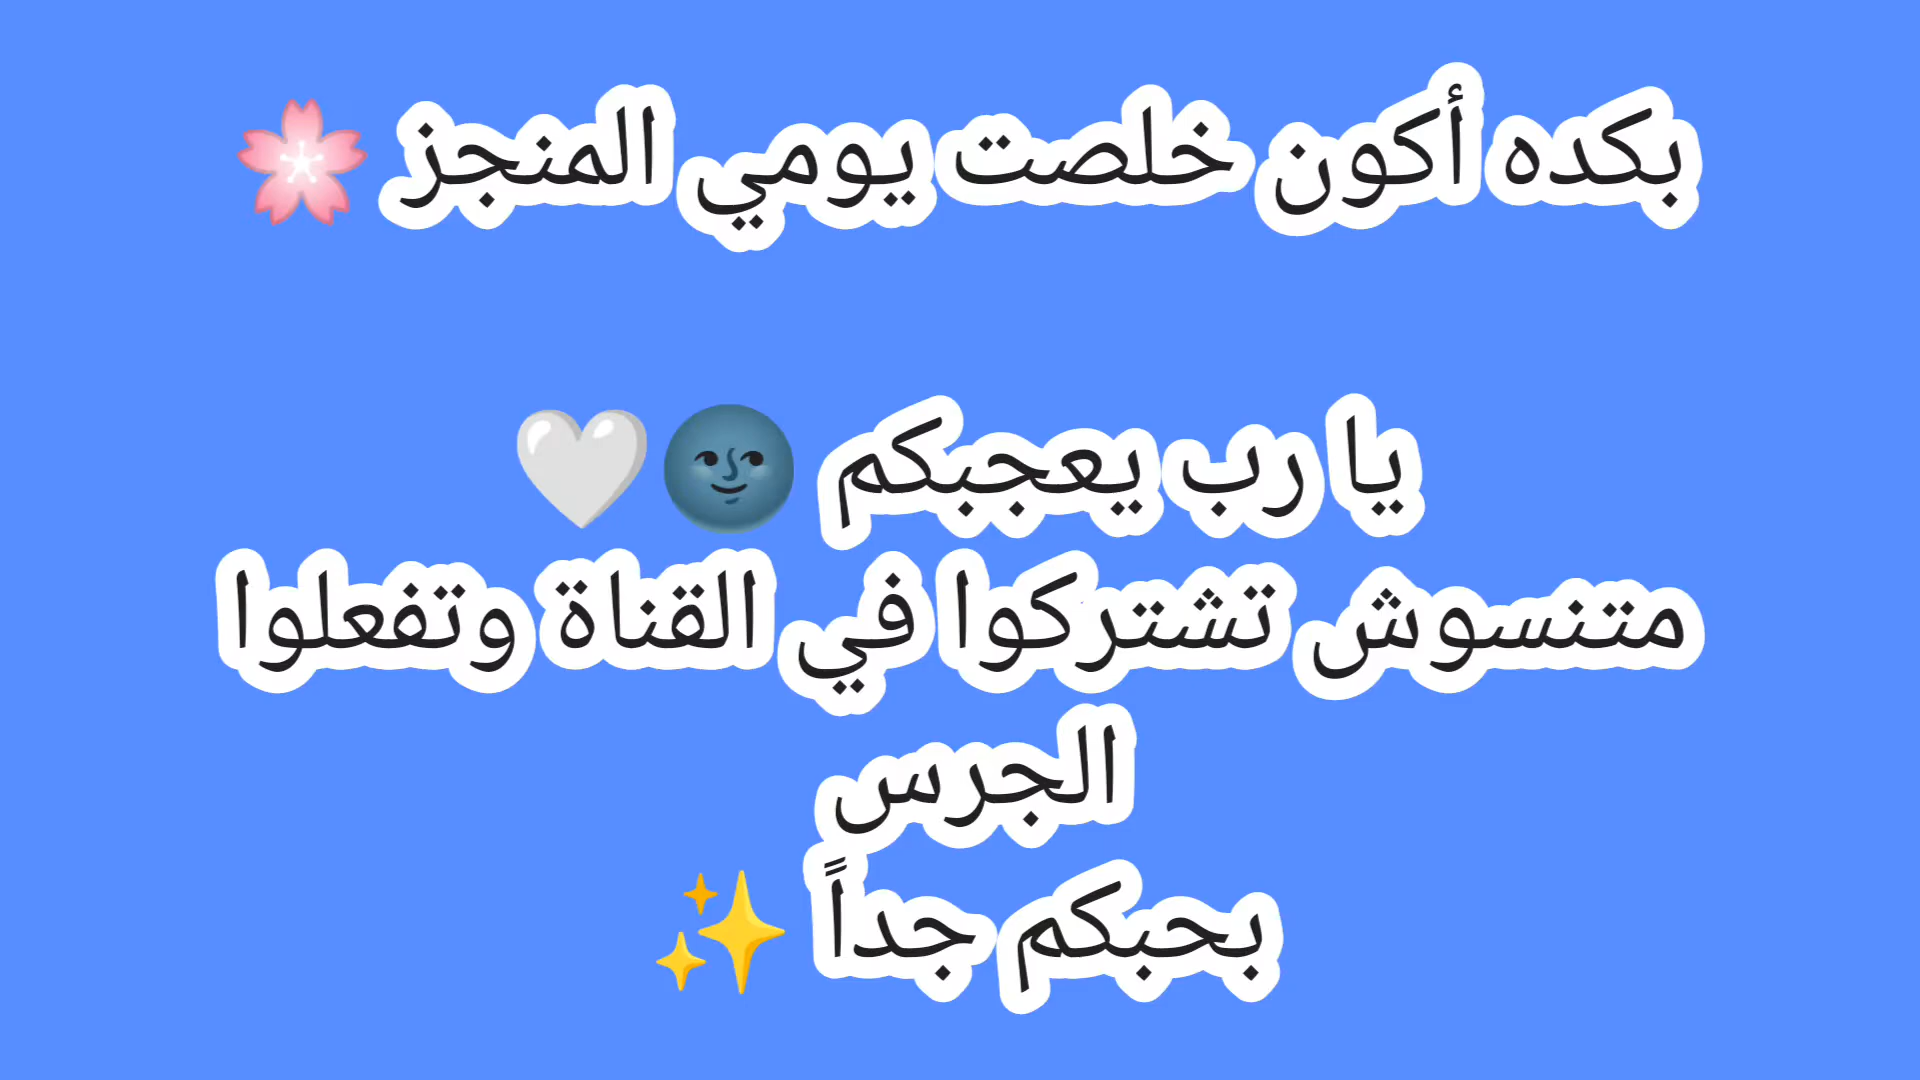 بكده أكون خلصت يومي المنجز 🌸
يا رب يعجبكم 🌚🤍
متنسوش تشتركوا في القناة وتفعلوا
الجرس
بحبكم جداً ✨